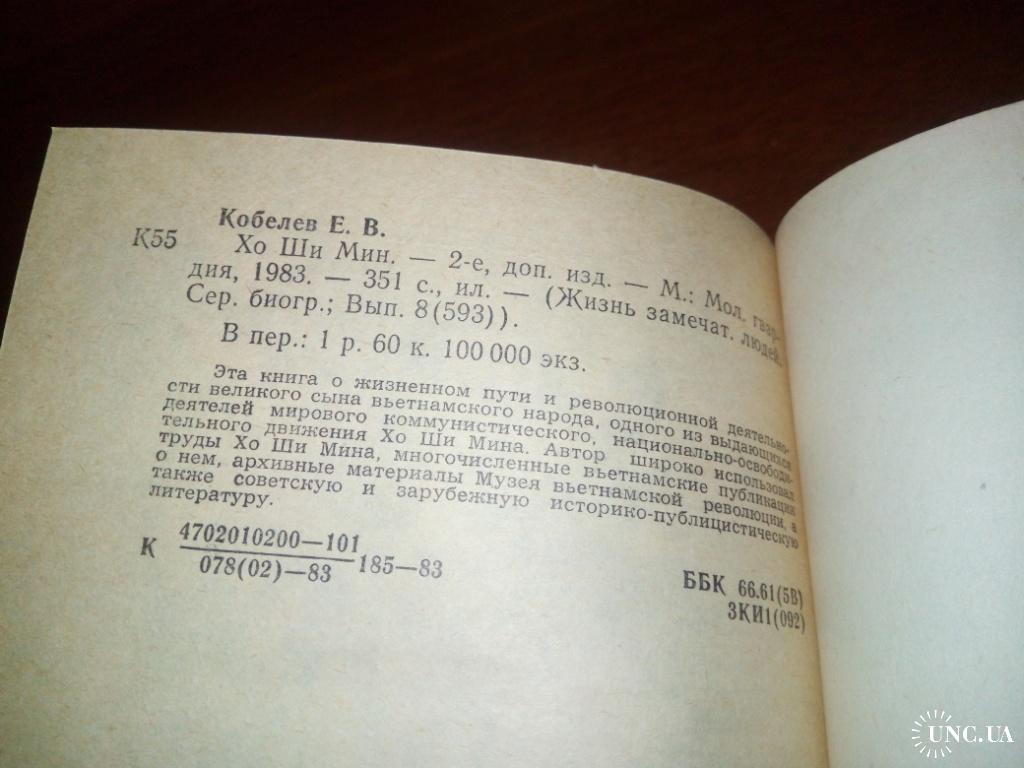 Кобелев Е. В.
К55 Хо Ши Мин. — 2-е, доп. изд. — М.: Мол. гвар-
дия, 1983. — 351 с., ил. — (Жизнь замечат. людей.
Сер. биогр.; Вып. 8(593)).
В пер.: 1 р. 60 к. 100 000 экз.
Эта книга о жизненном пути и революционной деятельно-
сти великого сына вьетнамского народа, одного из выдающихся
деятелей мирового коммунистического, национально-освободи-
тельного движения Хо Ши Мина. Автор широко использовал
труды Хо Ши Мина, многочисленные вьетнамские публикации
о нем, архивные материалы Музея вьетнамской революции, а
также советскую и зарубежную историко-публицистическую
литературу.
К 4702010200—101
078(02)—83 185—83
ББК 66.61(5В)
3КИ1(092)
UNC.UA